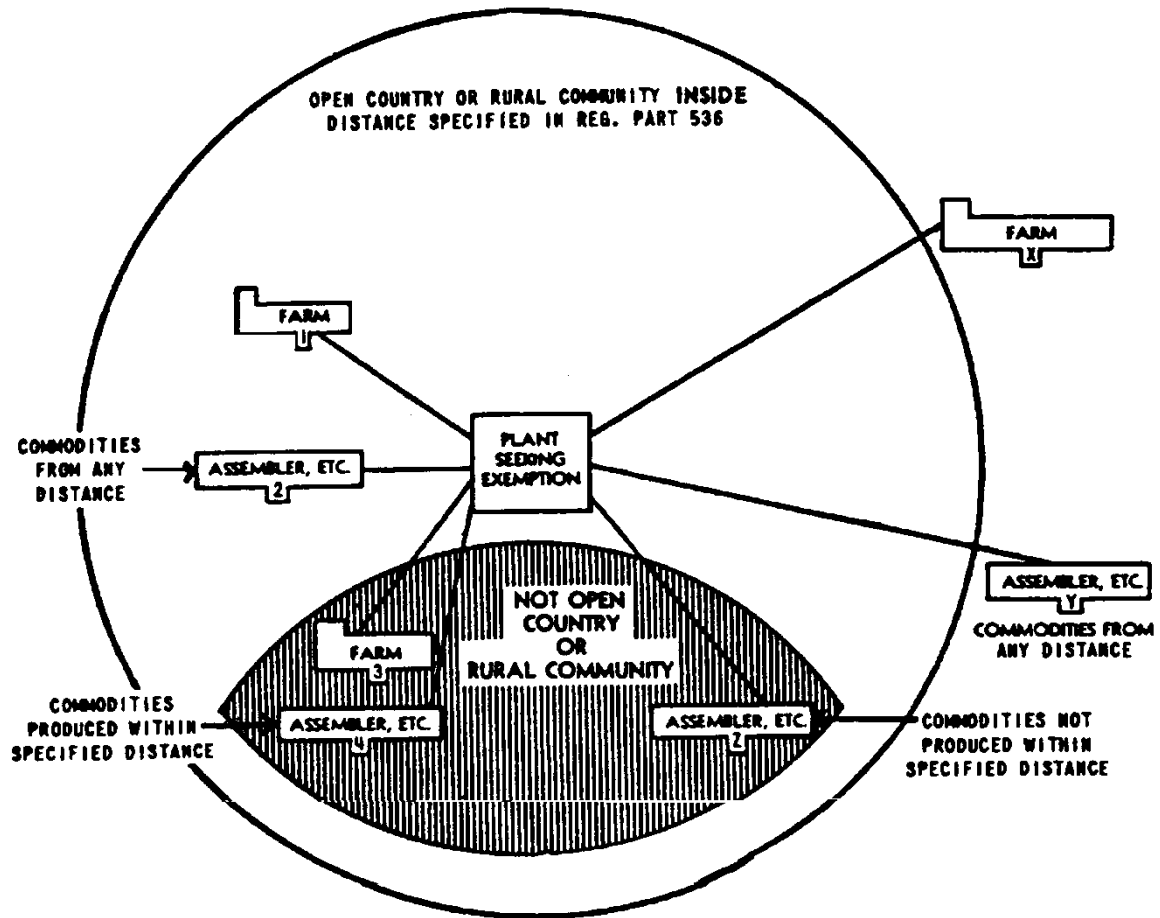 OPEN COUNTRY OR RURAL COMMUNITY INSIDE
DISTANCE SPECIFIED IN REG. PART 536
FARM
X
FARM
1
PLANT
SEEKING
EXEMPTION
COMMODITIES
FROM ANY
DISTANCE
ASSEMBLER, ETC.
2
ASSEMBLER, ETC.
Y
COMMODITIES FROM
ANY DISTANCE
NOT OPEN
COUNTRY
OR
RURAL COMMUNITY
FARM
3
COMMODITIES
PRODUCED WITHIN
SPECIFIED DISTANCE
ASSEMBLER, ETC.
4
ASSEMBLER, ETC.
Z
COMMODITIES NOT
PRODUCED WITHIN
SPECIFIED DISTANCE